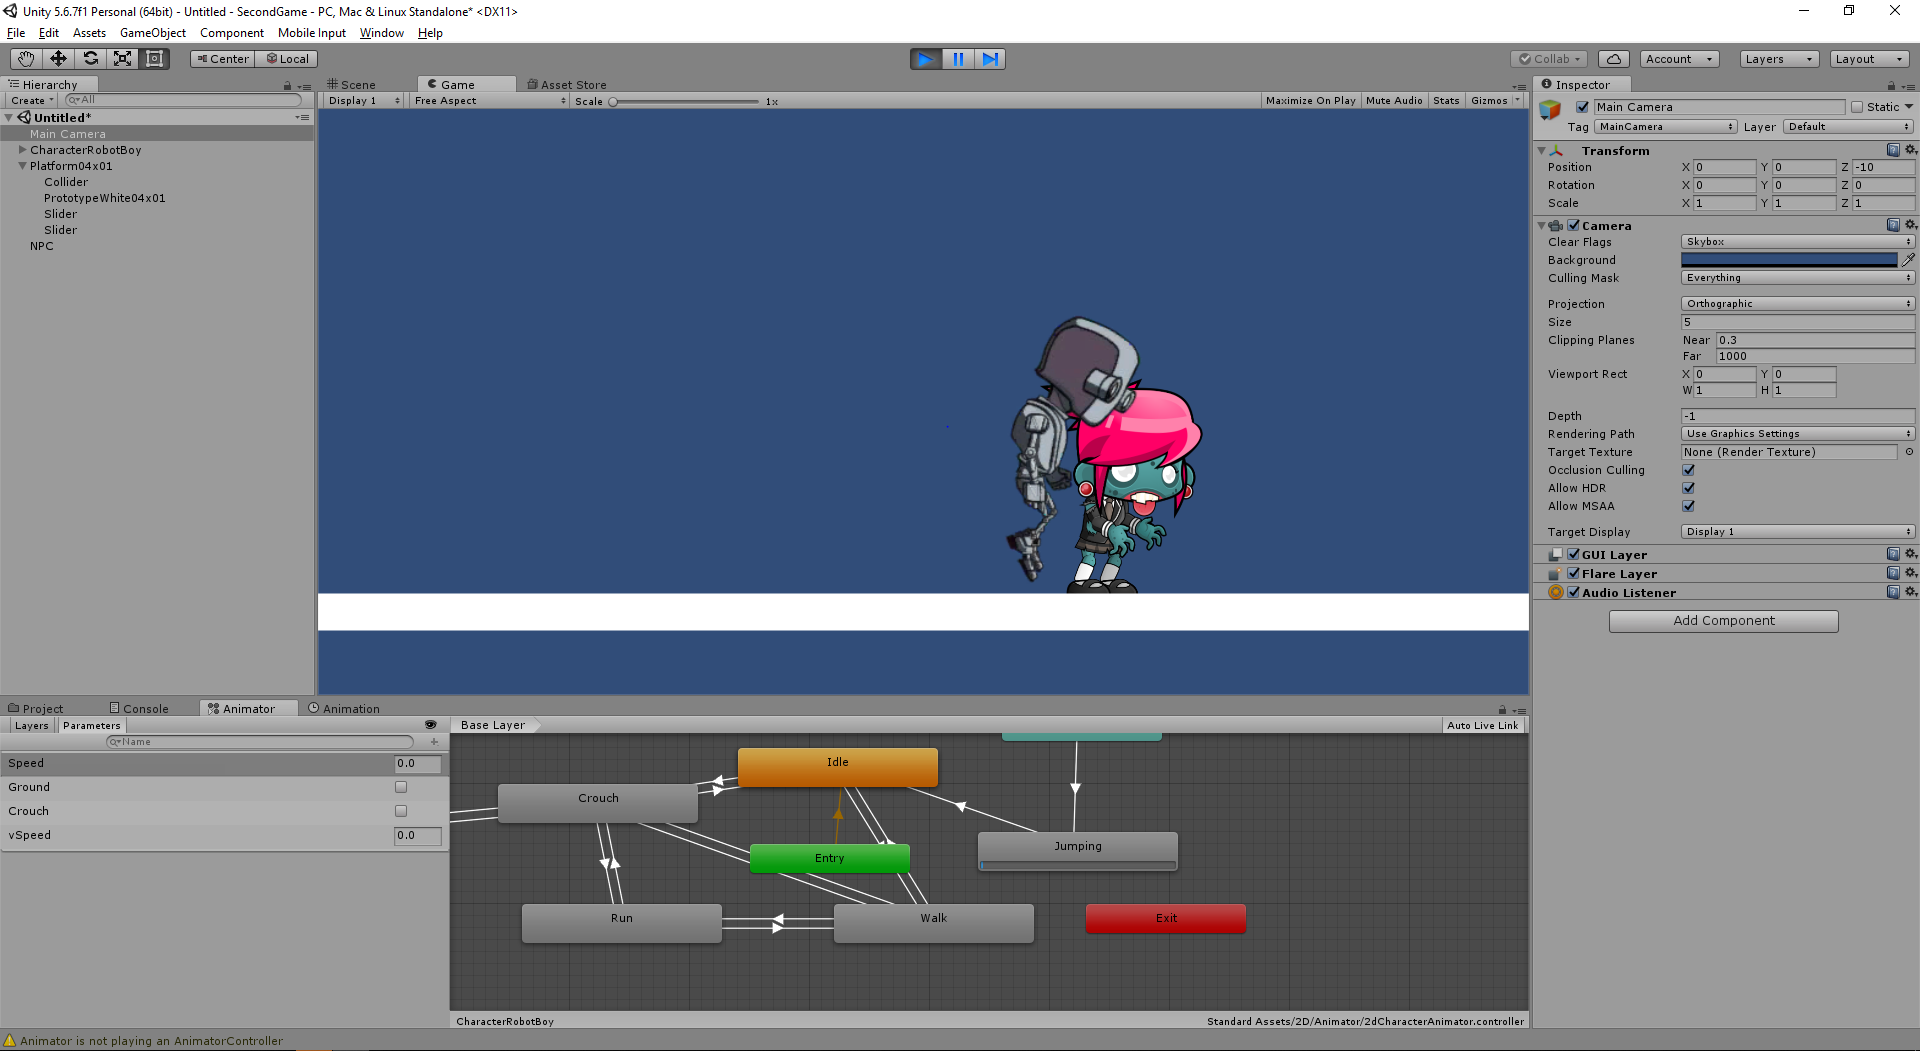 Unity 5.6.7f1 Personal (64bit) - Untitled - SecondGame - PC, Mac & Linux Standalone* <DX11>
File Edit Assets GameObject Component Mobile Input Window Help
Center Local Collab Account Layers Layout
Hierarchy
Create All
Untitled*
Main Camera
CharacterRobotBoy
Platform04x01
Collider
PrototypeWhite04x01
Slider
Slider
NPC
Scene Game Asset Store
Display 1 Free Aspect Scale 1x Maximize On Play Mute Audio Stats Gizmos
Inspector
Main Camera Static
Tag MainCamera Layer Default
Transform
Position X 0 Y 0 Z -10
Rotation X 0 Y 0 Z 0
Scale X 1 Y 1 Z 1
Camera
Clear Flags Skybox
Background
Culling Mask Everything
Projection Orthographic
Size 5
Clipping Planes Near 0.3
Far 1000
Viewport Rect X 0 Y 0
W 1 H 1
Depth -1
Rendering Path Use Graphics Settings
Target Texture None (Render Texture)
Occlusion Culling
Allow HDR
Allow MSAA
Target Display Display 1
GUI Layer
Flare Layer
Audio Listener
Add Component
Project Console Animator Animation
Layers Parameters
Name
Speed 0.0
Ground
Crouch
vSpeed 0.0
Base Layer Auto Live Link
Idle
Crouch
Entry
Jumping
Run
Walk
Exit
CharacterRobotBoy Standard Assets/2D/Animator/2dCharacterAnimator.controller
Animator is not playing an AnimatorController